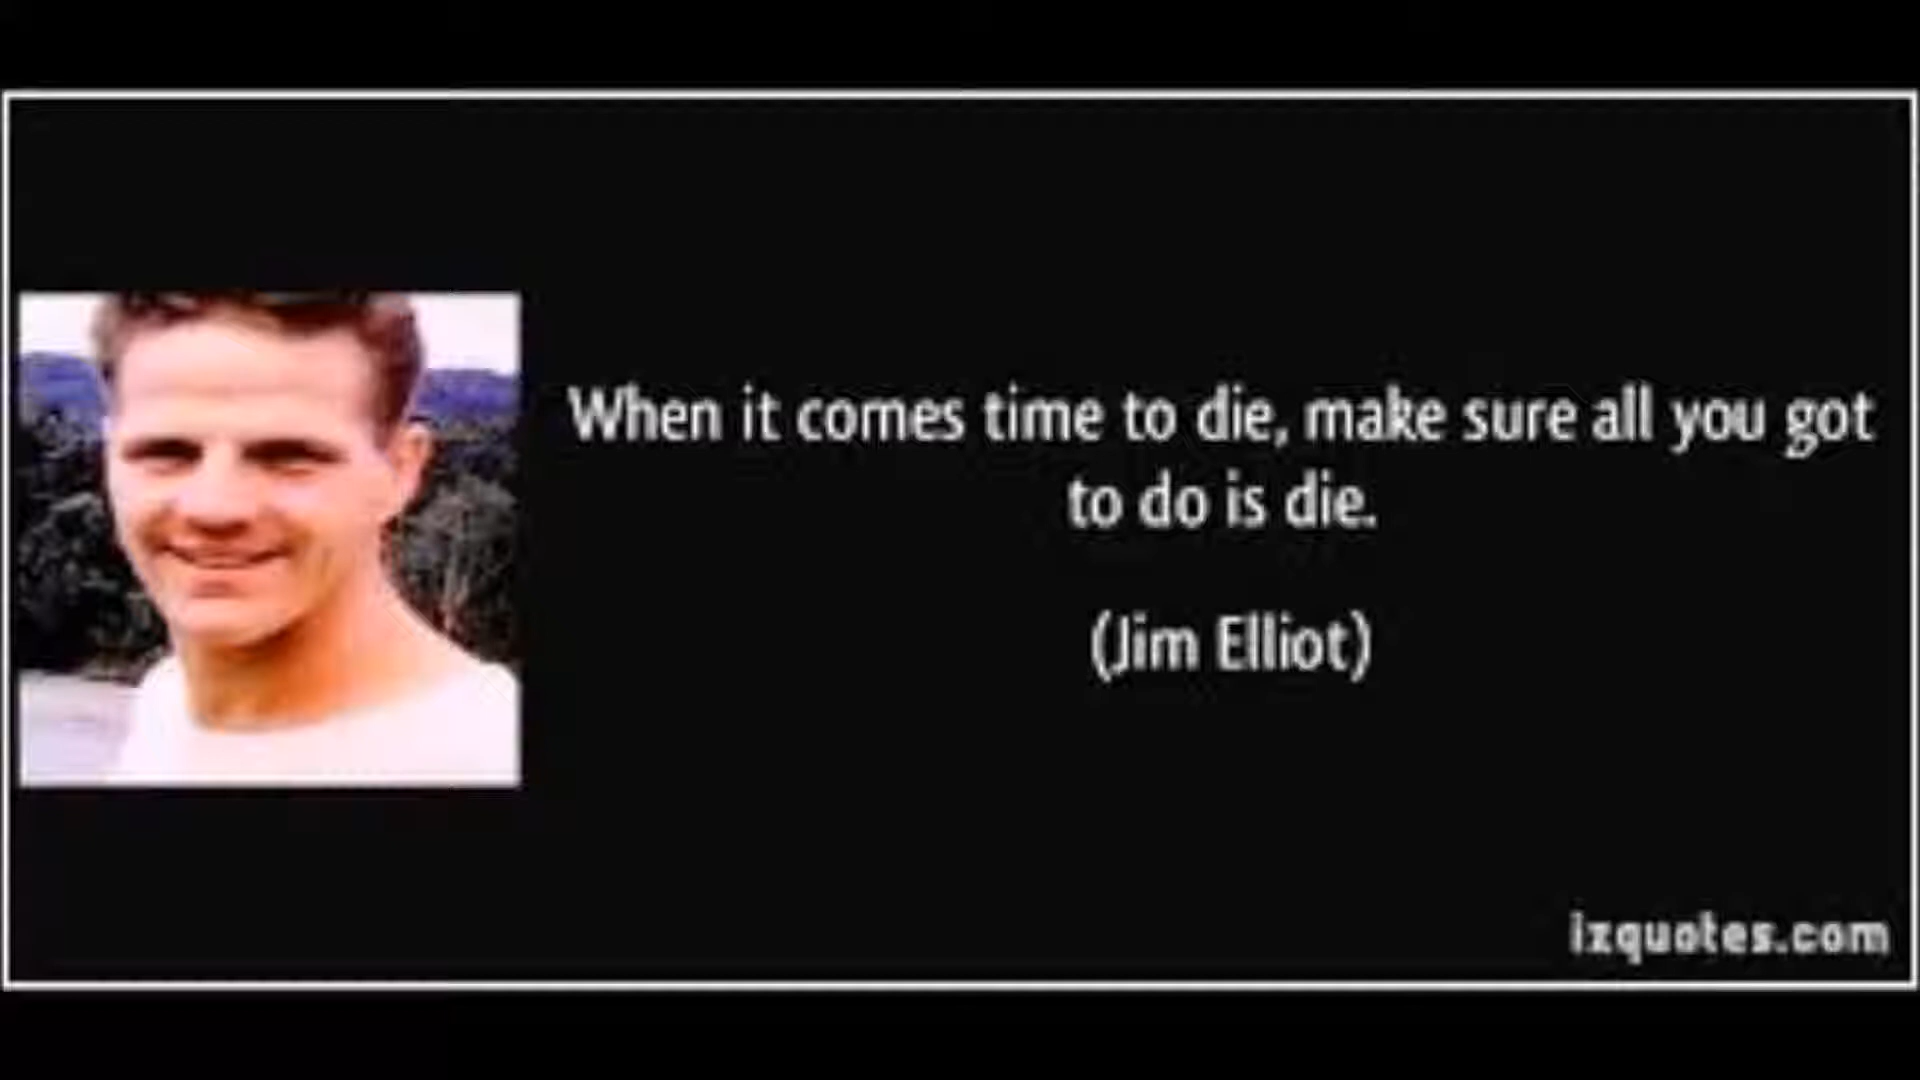 When it comes time to die, make sure all you got
to do is die.
(Jim Elliot)
izquotes.com